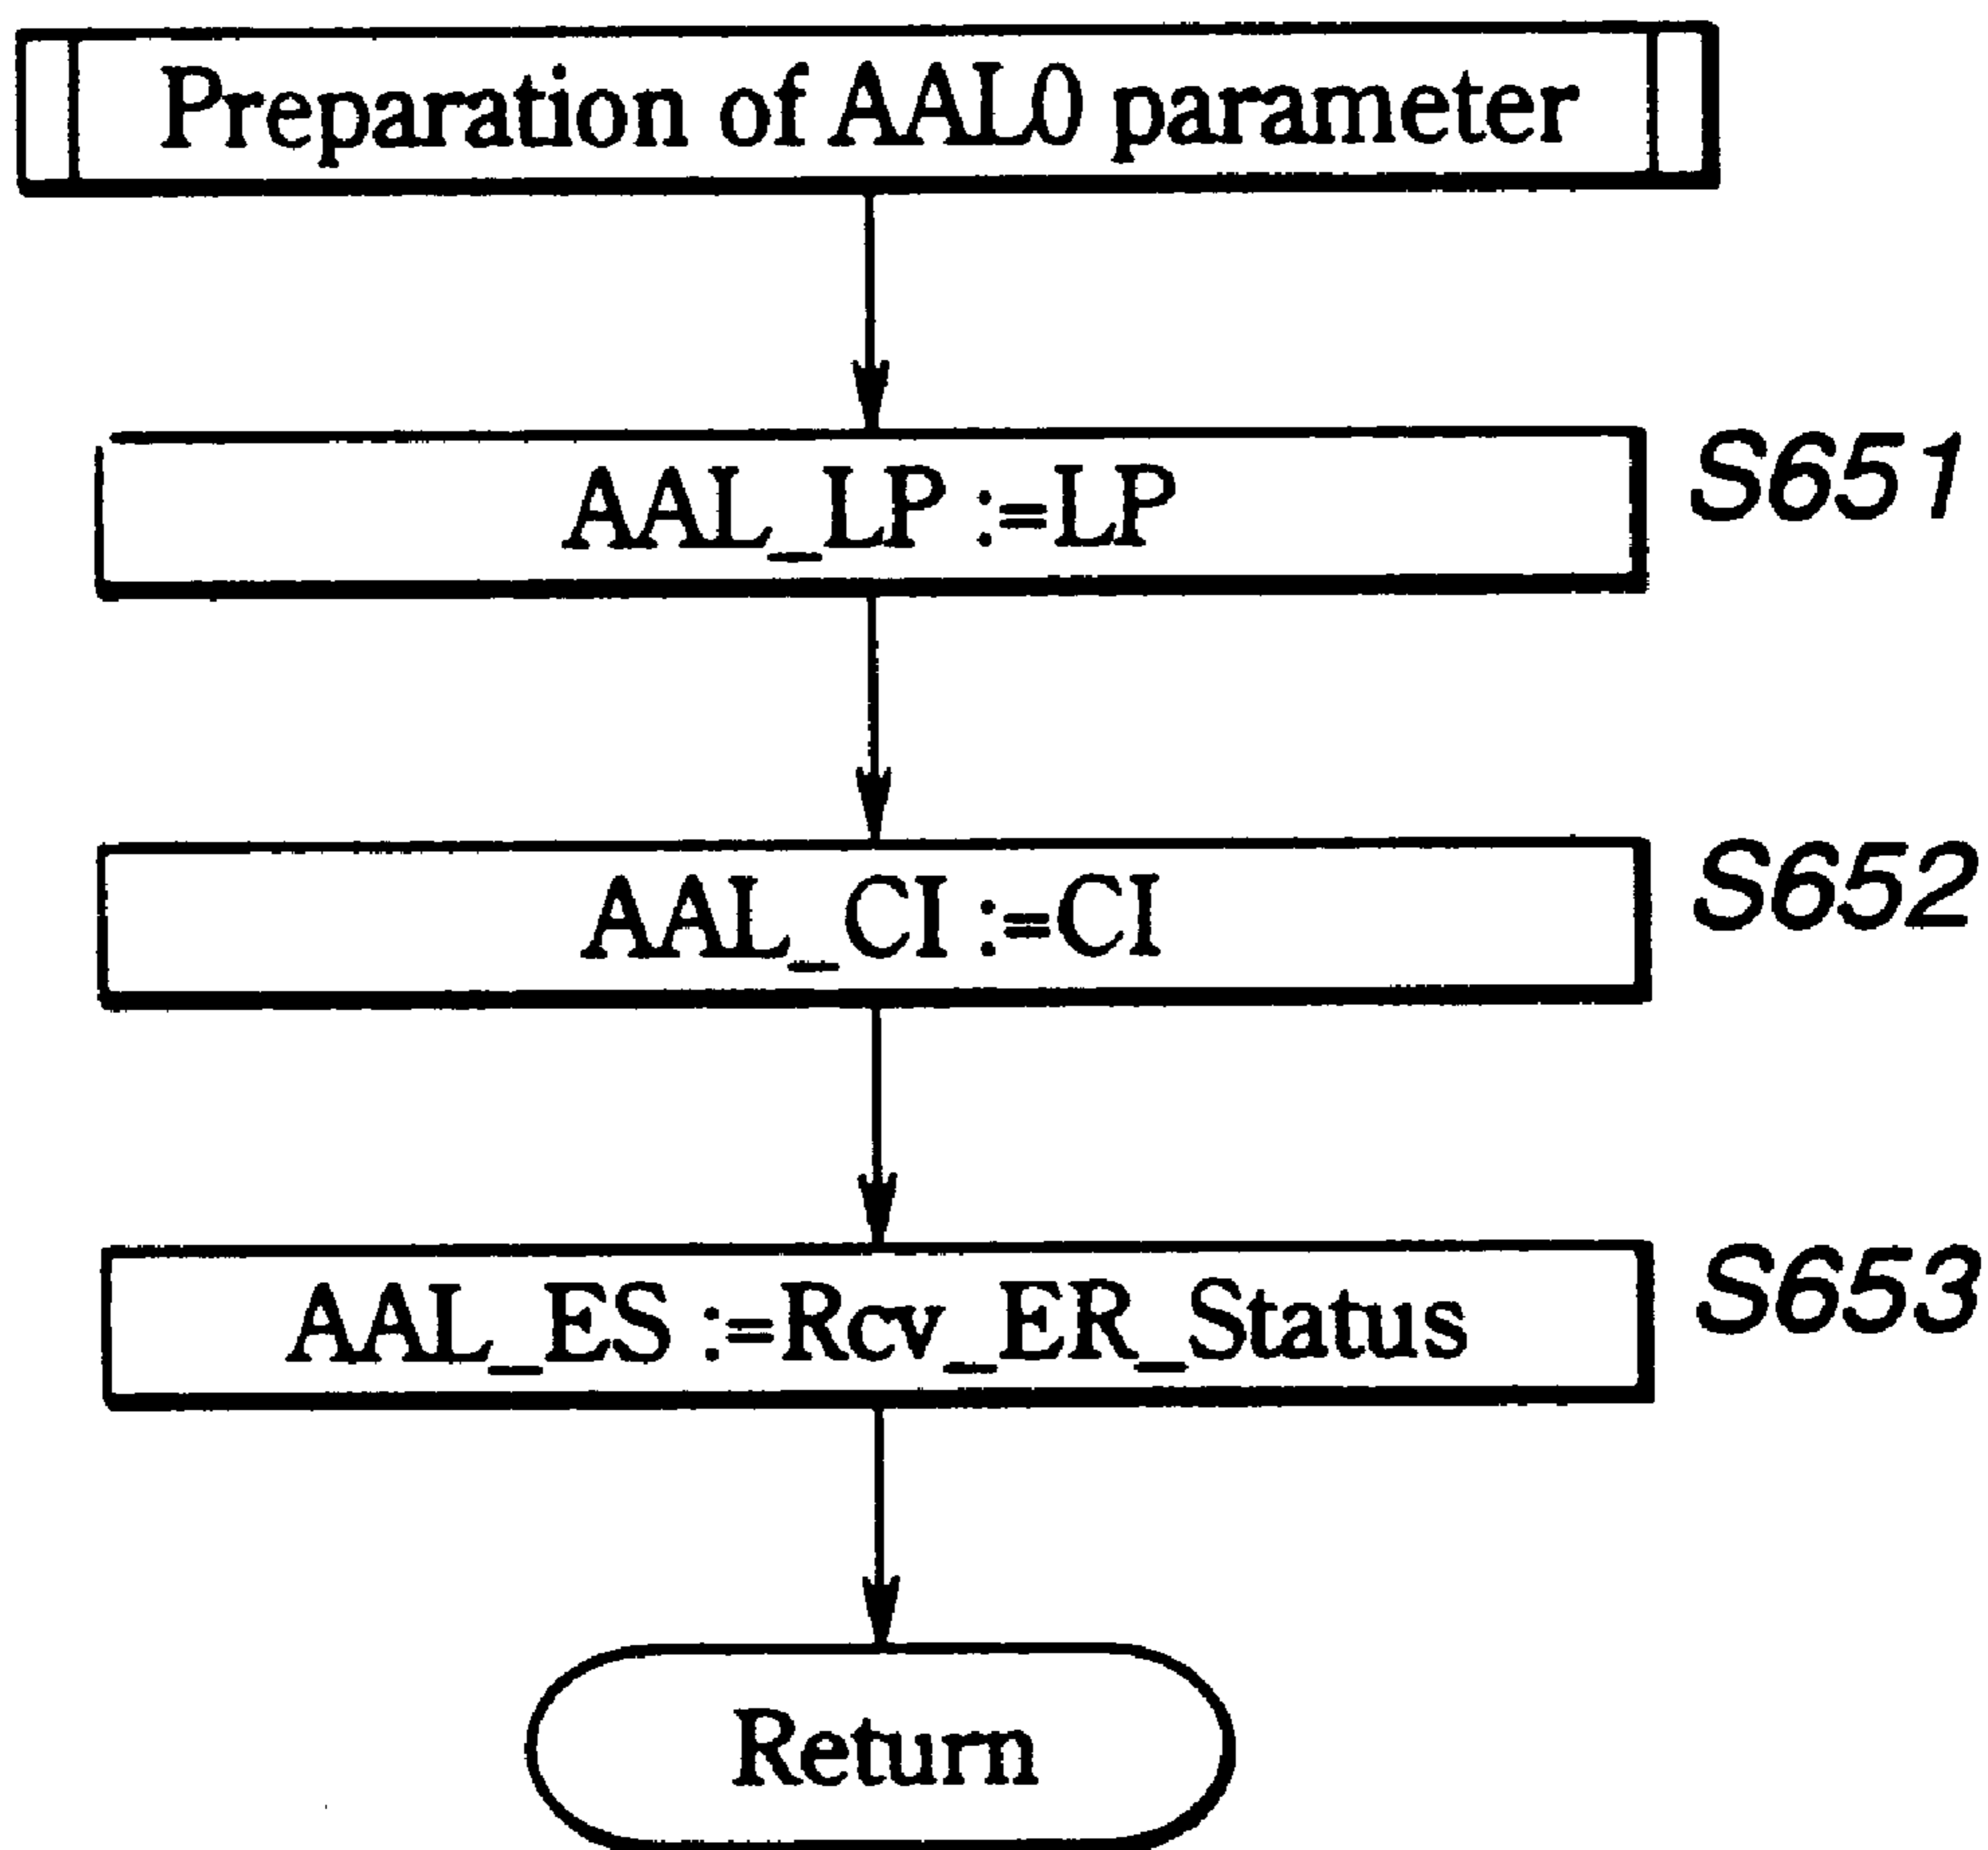 Preparation of AAL0 parameter
AAL_LP :=LP S651
AAL_CI :=CI S652
AAL_ES :=Rcv_ER_Status S653
Return